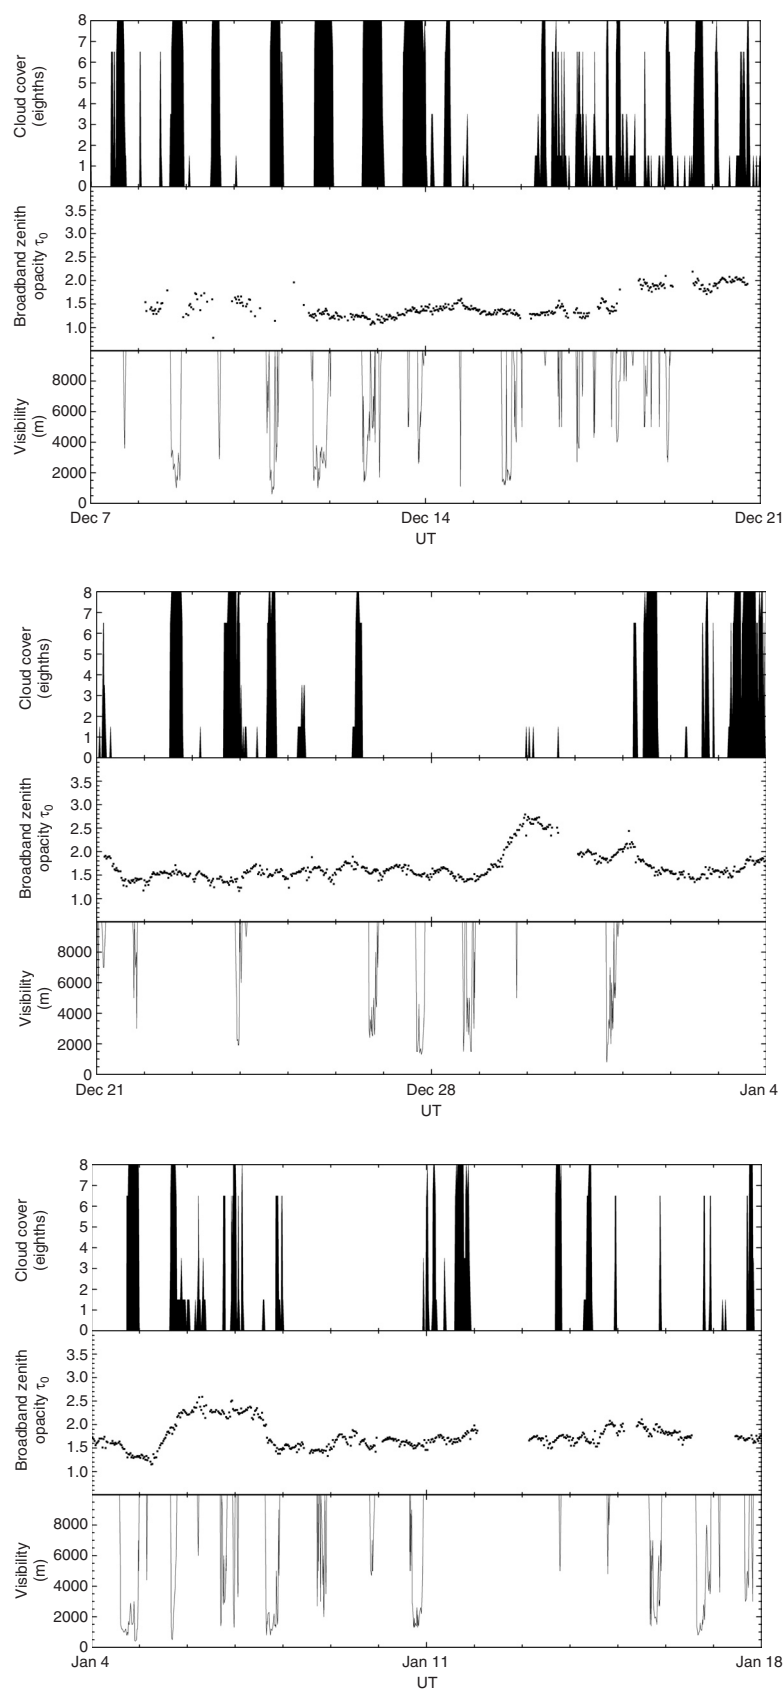 8
7
6
5
4
3
2
1
0
Cloud cover
(eighths)
3.5
3.0
2.5
2.0
1.5
1.0
Broadband zenith
opacity τ0
8000
6000
4000
2000
0
Visibility
(m)
Dec 7 Dec 14 Dec 21
UT
8
7
6
5
4
3
2
1
0
Cloud cover
(eighths)
3.5
3.0
2.5
2.0
1.5
1.0
Broadband zenith
opacity τ0
8000
6000
4000
2000
0
Visibility
(m)
Dec 21 Dec 28 Jan 4
UT
8
7
6
5
4
3
2
1
0
Cloud cover
(eighths)
3.5
3.0
2.5
2.0
1.5
1.0
Broadband zenith
opacity τ0
8000
6000
4000
2000
0
Visibility
(m)
Jan 4 Jan 11 Jan 18
UT